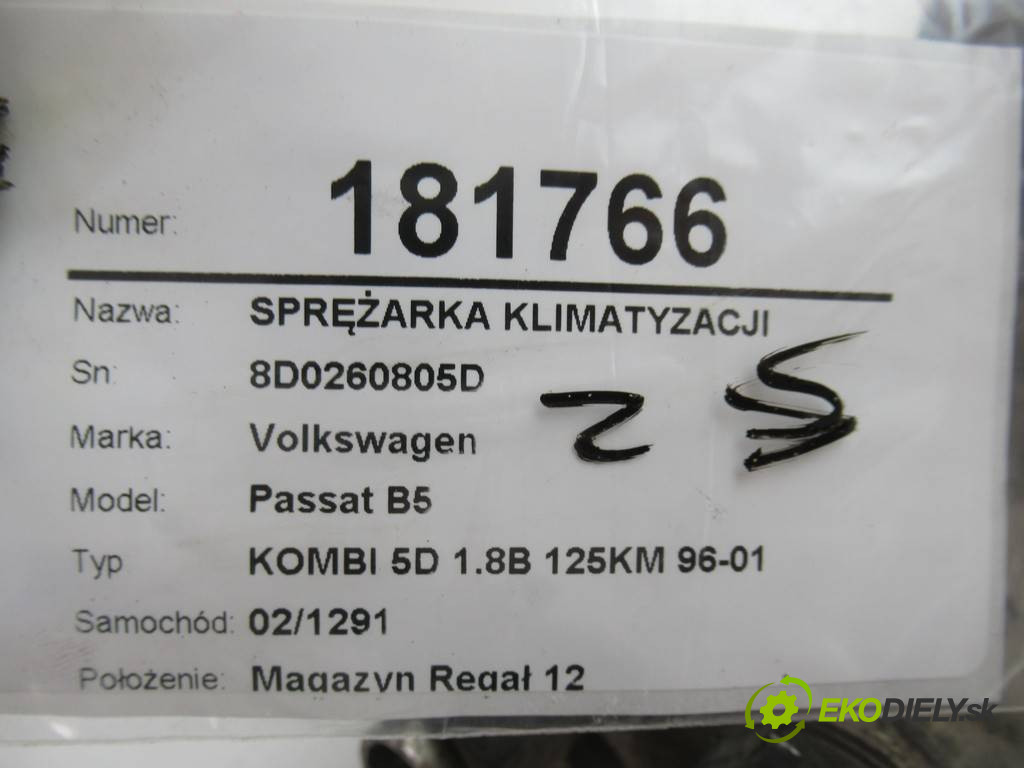 Numer: 181766
Nazwa: SPRĘŻARKA KLIMATYZACJI
Sn: 8D0260805D
Marka: Volkswagen
Model: Passat B5
Typ KOMBI 5D 1.8B 125KM 96-01
Samochód: 02/1291
Położenie: Magazyn Regał 12
EKODIELY.sk